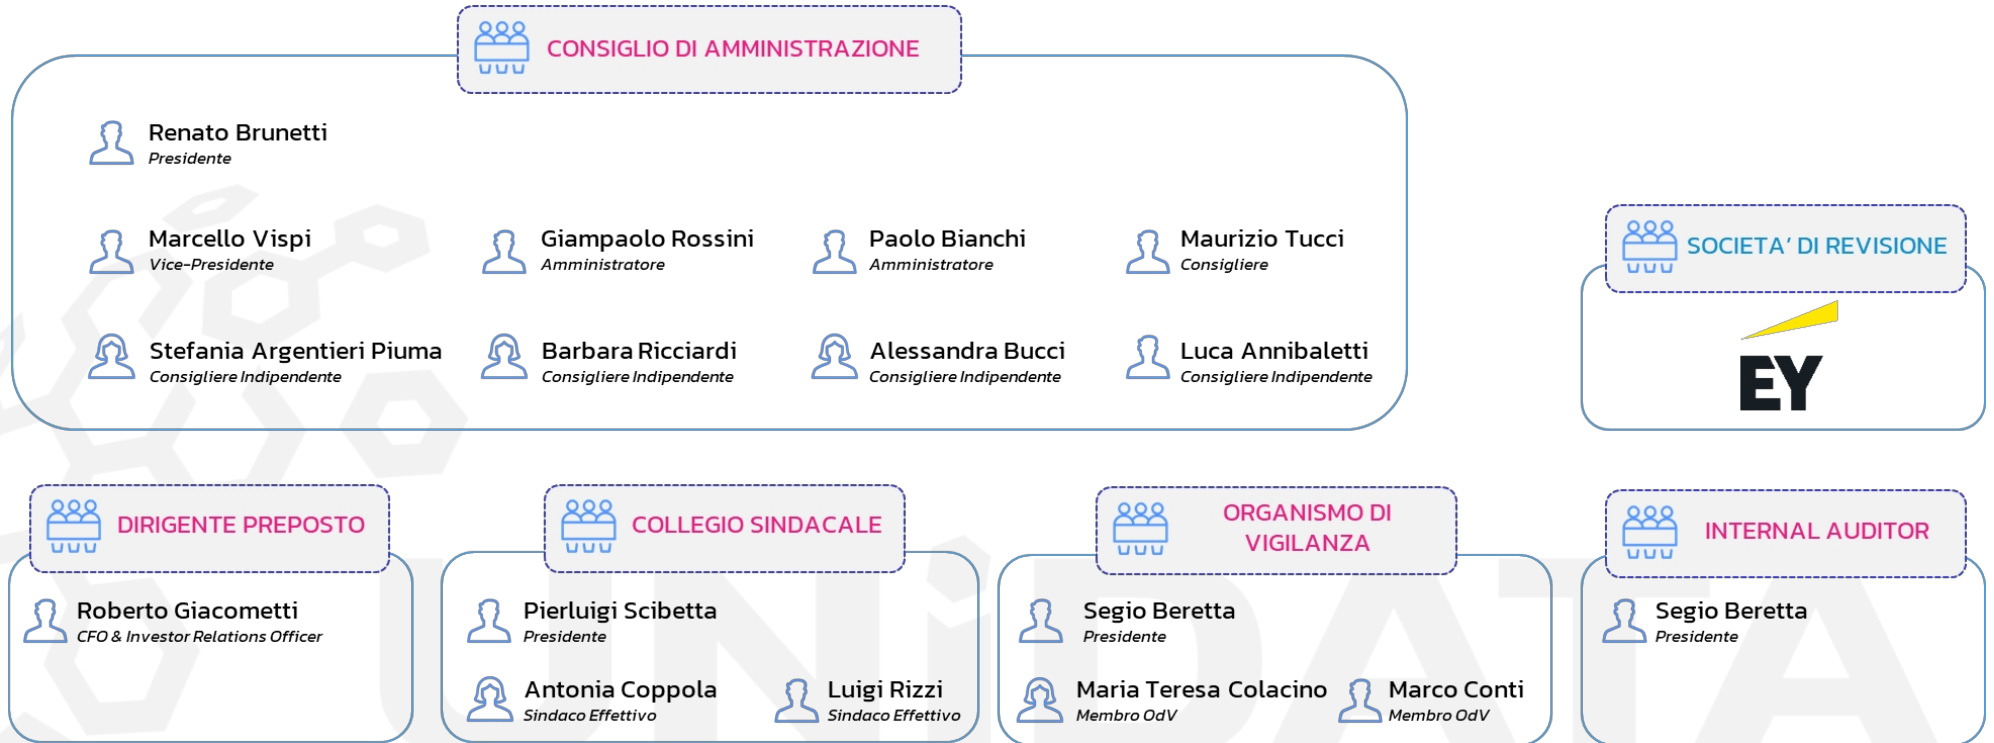 CONSIGLIO DI AMMINISTRAZIONE
Renato Brunetti
Presidente
Marcello Vispi
Vice-Presidente
Giampaolo Rossini
Amministratore
Paolo Bianchi
Amministratore
Maurizio Tucci
Consigliere
Stefania Argentieri Piuma
Consigliere Indipendente
Barbara Ricciardi
Consigliere Indipendente
Alessandra Bucci
Consigliere Indipendente
Luca Annibaletti
Consigliere Indipendente
SOCIETA' DI REVISIONE
EY
DIRIGENTE PREPOSTO
Roberto Giacometti
CFO & Investor Relations Officer
COLLEGIO SINDACALE
Pierluigi Scibetta
Presidente
Antonia Coppola
Sindaco Effettivo
Luigi Rizzi
Sindaco Effettivo
ORGANISMO DI
VIGILANZA
Segio Beretta
Presidente
Maria Teresa Colacino
Membro OdV
Marco Conti
Membro OdV
INTERNAL AUDITOR
Segio Beretta
Presidente
UNiDATA